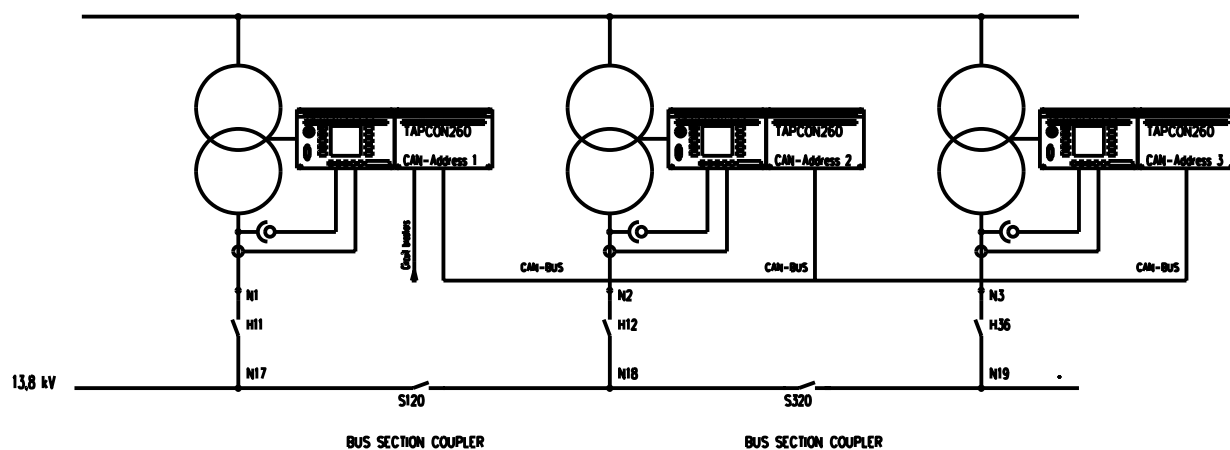 TAPCON260
CAN-Address 1
TAPCON260
CAN-Address 2
TAPCON260
CAN-Address 3
CAN-BUS
CAN-BUS
CAN-BUS
N1
N2
N3
H11
H12
H36
13,8 kV
N17
N18
N19
S120
S320
BUS SECTION COUPLER
BUS SECTION COUPLER